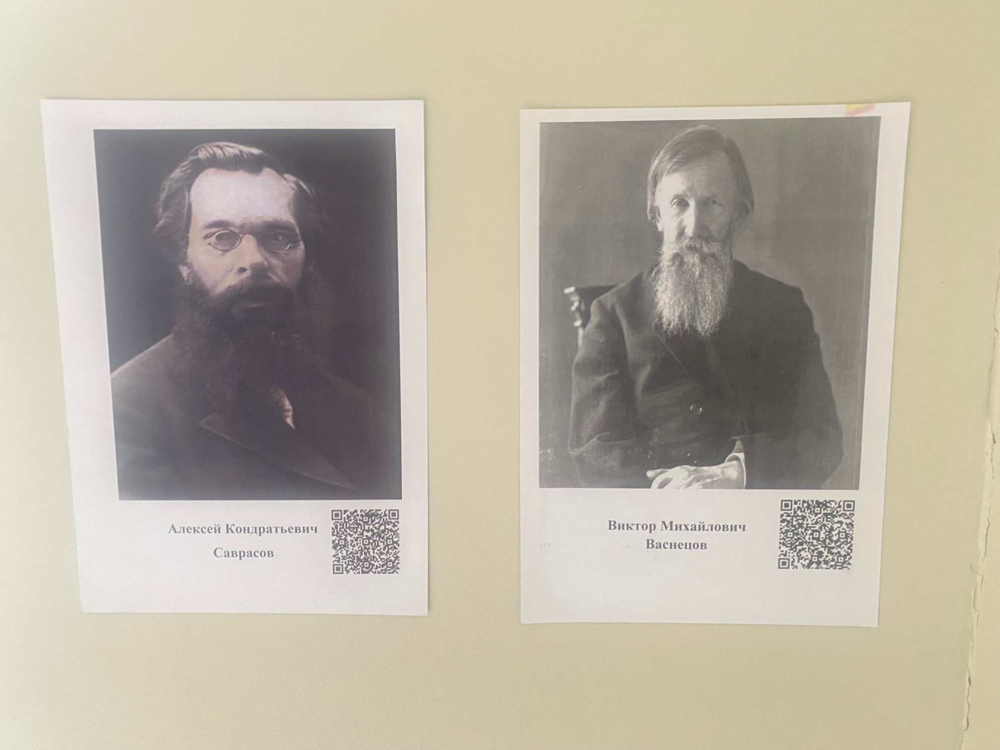 Алексей Кондратьевич
Саврасов
Виктор Михайлович
Васнецов